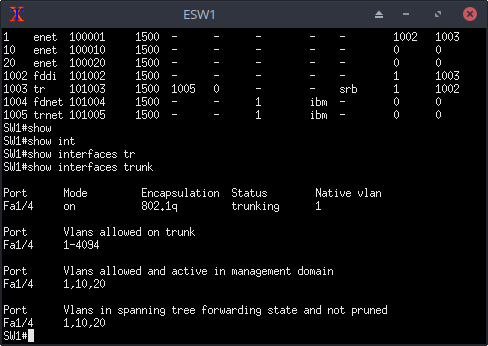 ESW1
1    enet  100001     1500  -      -      -        -    -        1002   1003
10   enet  100010     1500  -      -      -        -    -        0      0
20   enet  100020     1500  -      -      -        -    -        0      0
1002 fddi  101002     1500  -      -      -        -    -        1      1003
1003 tr    101003     1500  1005   0      -        -    srb      1      1002
1004 fdnet 101004     1500  -      -      1        ibm  -        0      0
1005 trnet 101005     1500  -      -      1        ibm  -        0      0
SW1#show
SW1#show int
SW1#show interfaces tr
SW1#show interfaces trunk
Port      Mode         Encapsulation  Status        Native vlan
Fa1/4     on           802.1q         trunking      1
Port      Vlans allowed on trunk
Fa1/4     1-4094
Port      Vlans allowed and active in management domain
Fa1/4     1,10,20
Port      Vlans in spanning tree forwarding state and not pruned
Fa1/4     1,10,20
SW1#